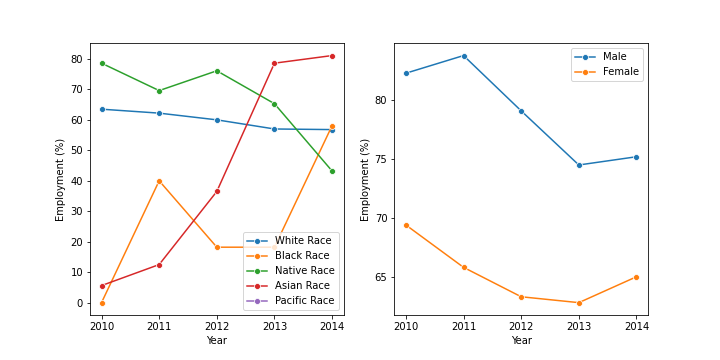 80
70
60
50
40
30
20
10
0
Employment (%)
2010 2011 2012 2013 2014
Year
White Race
Black Race
Native Race
Asian Race
Pacific Race
80
75
70
65
Employment (%)
2010 2011 2012 2013 2014
Year
Male
Female